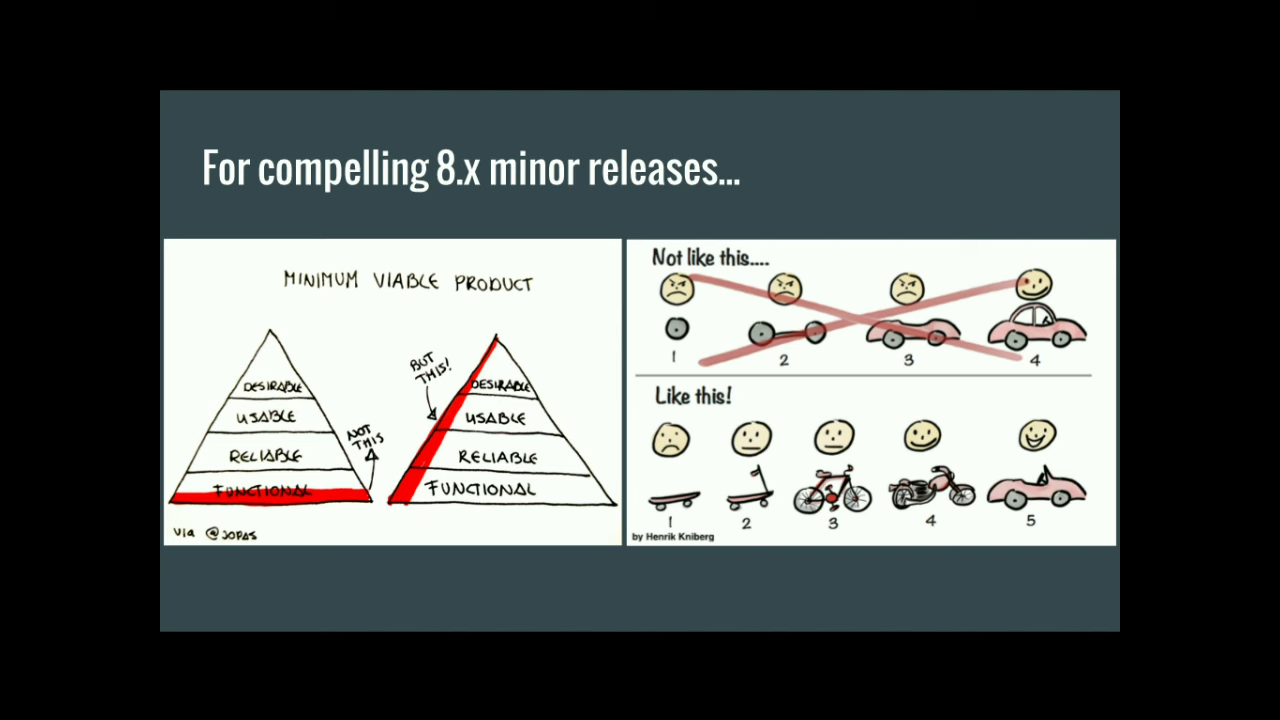 For compelling 8.x minor releases...
MINIMUM VIABLE PRODUCT
DESIRABLE
USABLE
RELIABLE
FUNCTIONAL
NOT
THIS
BUT
THIS!
DESIRABLE
USABLE
RELIABLE
FUNCTIONAL
via @JOPAS
Not like this....
1 2 3 4
Like this!
1 2 3 4 5
by Henrik Kniberg